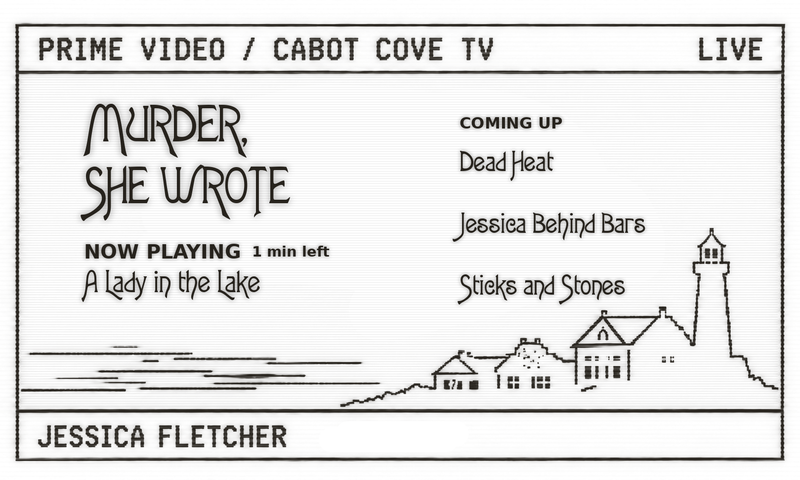 PRIME VIDEO / CABOT COVE TV
LIVE
MURDER,
SHE WROTE
NOW PLAYING 1 min left
A Lady in the Lake
COMING UP
Dead Heat
Jessica Behind Bars
Sticks and Stones
JESSICA FLETCHER